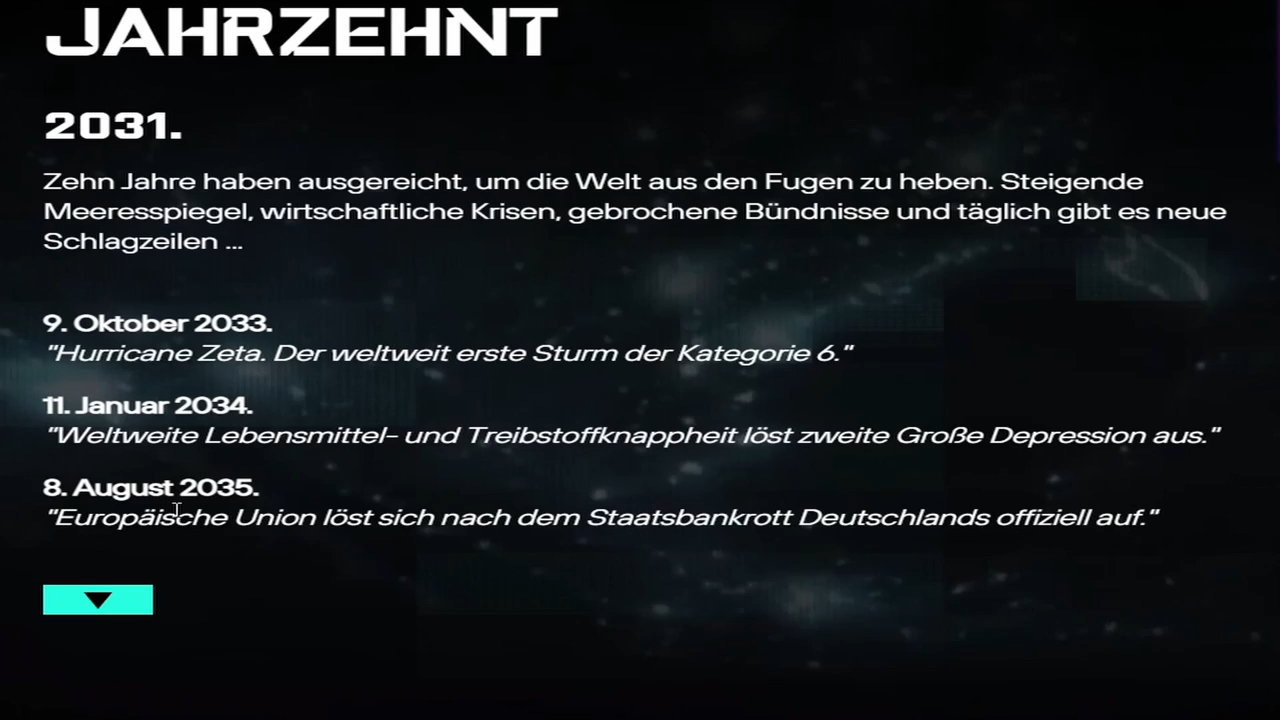 JAHRZEHNT
2031.
Zehn Jahre haben ausgereicht, um die Welt aus den Fugen zu heben. Steigende
Meeresspiegel, wirtschaftliche Krisen, gebrochene Bündnisse und täglich gibt es neue
Schlagzeilen ...
9. Oktober 2033.
"Hurricane Zeta. Der weltweit erste Sturm der Kategorie 6."
11. Januar 2034.
"Weltweite Lebensmittel- und Treibstoffknappheit löst zweite Große Depression aus."
8. August 2035.
"Europäische Union löst sich nach dem Staatsbankrott Deutschlands offiziell auf."